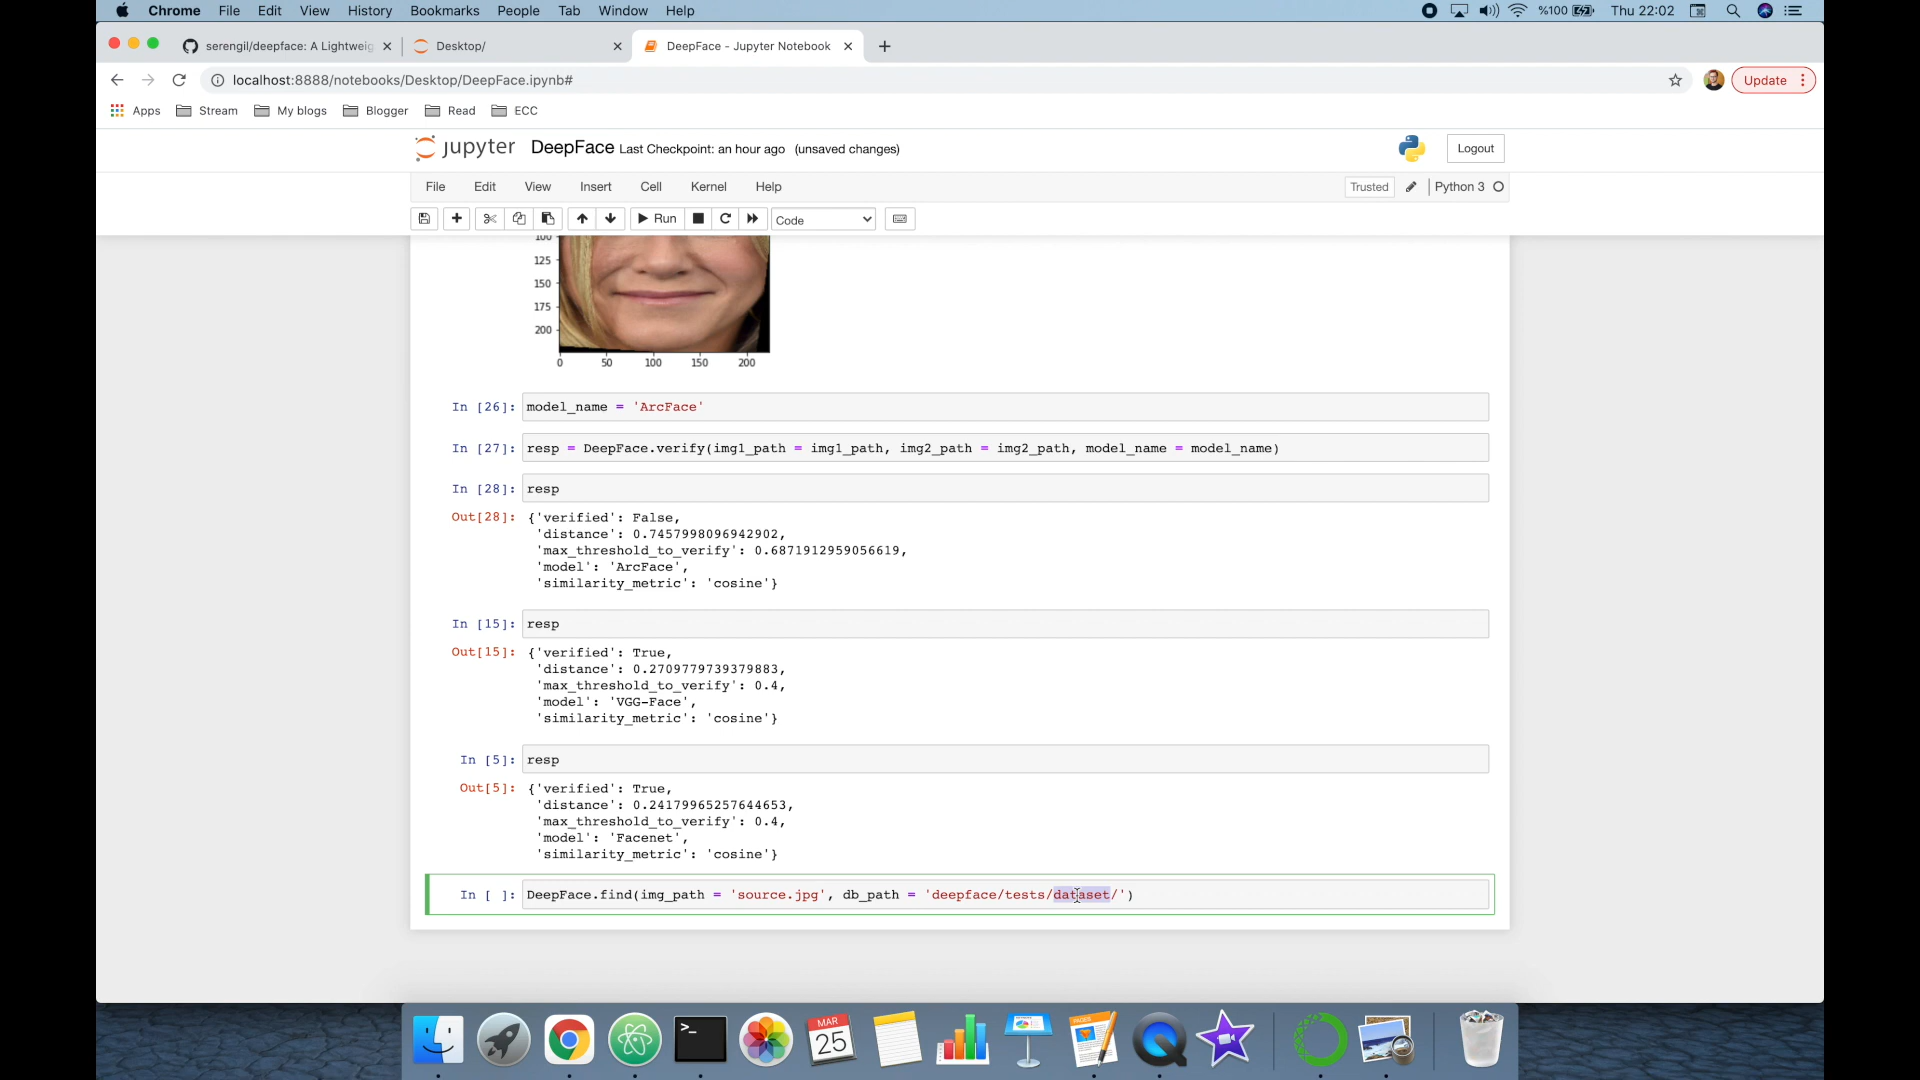 Chrome File Edit View History Bookmarks People Tab Window Help %100 Thu 22:02
serengil/deepface: A Lightweig Desktop/ DeepFace - Jupyter Notebook
localhost:8888/notebooks/Desktop/DeepFace.ipynb# Update
Apps Stream My blogs Blogger Read ECC
jupyter DeepFace Last Checkpoint: an hour ago (unsaved changes) Logout
File Edit View Insert Cell Kernel Help Trusted Python 3
Run Code
100
125
150
175
200
0 50 100 150 200
In [26]: model_name = 'ArcFace'
In [27]: resp = DeepFace.verify(img1_path = img1_path, img2_path = img2_path, model_name = model_name)
In [28]: resp
Out[28]: {'verified': False,
'distance': 0.7457998096942902,
'max_threshold_to_verify': 0.6871912959056619,
'model': 'ArcFace',
'similarity_metric': 'cosine'}
In [15]: resp
Out[15]: {'verified': True,
'distance': 0.2709779739379883,
'max_threshold_to_verify': 0.4,
'model': 'VGG-Face',
'similarity_metric': 'cosine'}
In [5]: resp
Out[5]: {'verified': True,
'distance': 0.24179965257644653,
'max_threshold_to_verify': 0.4,
'model': 'Facenet',
'similarity_metric': 'cosine'}
In [ ]: DeepFace.find(img_path = 'source.jpg', db_path = 'deepface/tests/dataset/')
MAR
25
PAGES